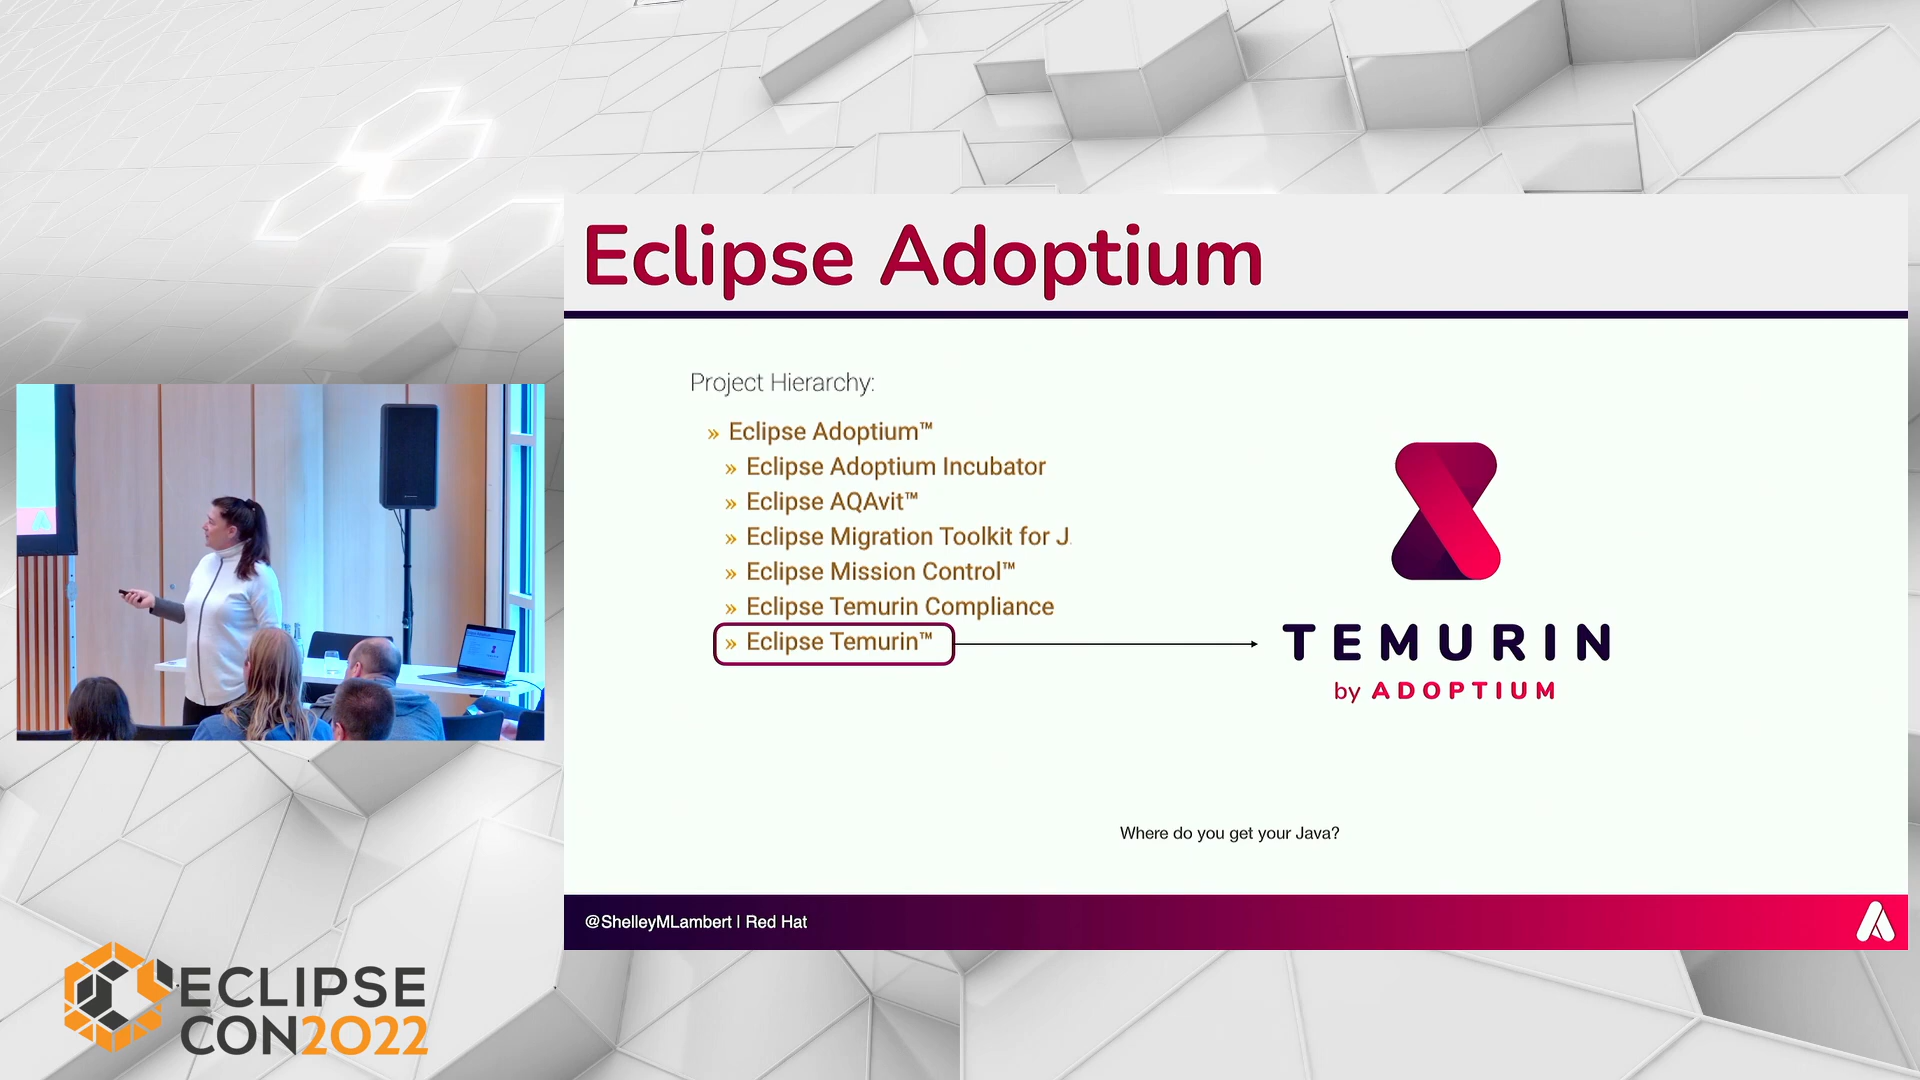 Eclipse Adoptium
Project Hierarchy:
» Eclipse Adoptium™
» Eclipse Adoptium Incubator
» Eclipse AQAvit™
» Eclipse Migration Toolkit for J
» Eclipse Mission Control™
» Eclipse Temurin Compliance
» Eclipse Temurin™
TEMURIN
by ADOPTIUM
Where do you get your Java?
@ShelleyMLambert | Red Hat
ECLIPSE
CON2022